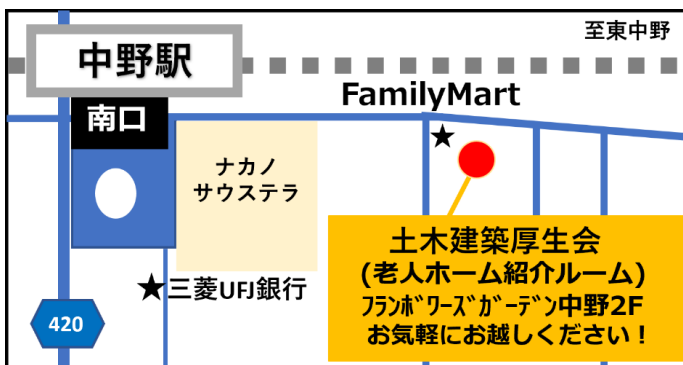 至東中野
中野駅
FamilyMart
南口
★
ナカノ
サウステラ
★三菱UFJ銀行
420
土木建築厚生会
(老人ホーム紹介ルーム)
ﾌﾗﾝﾎﾞﾜｰｽﾞｶﾞｰﾃﾞﾝ中野2F
お気軽にお越しください！